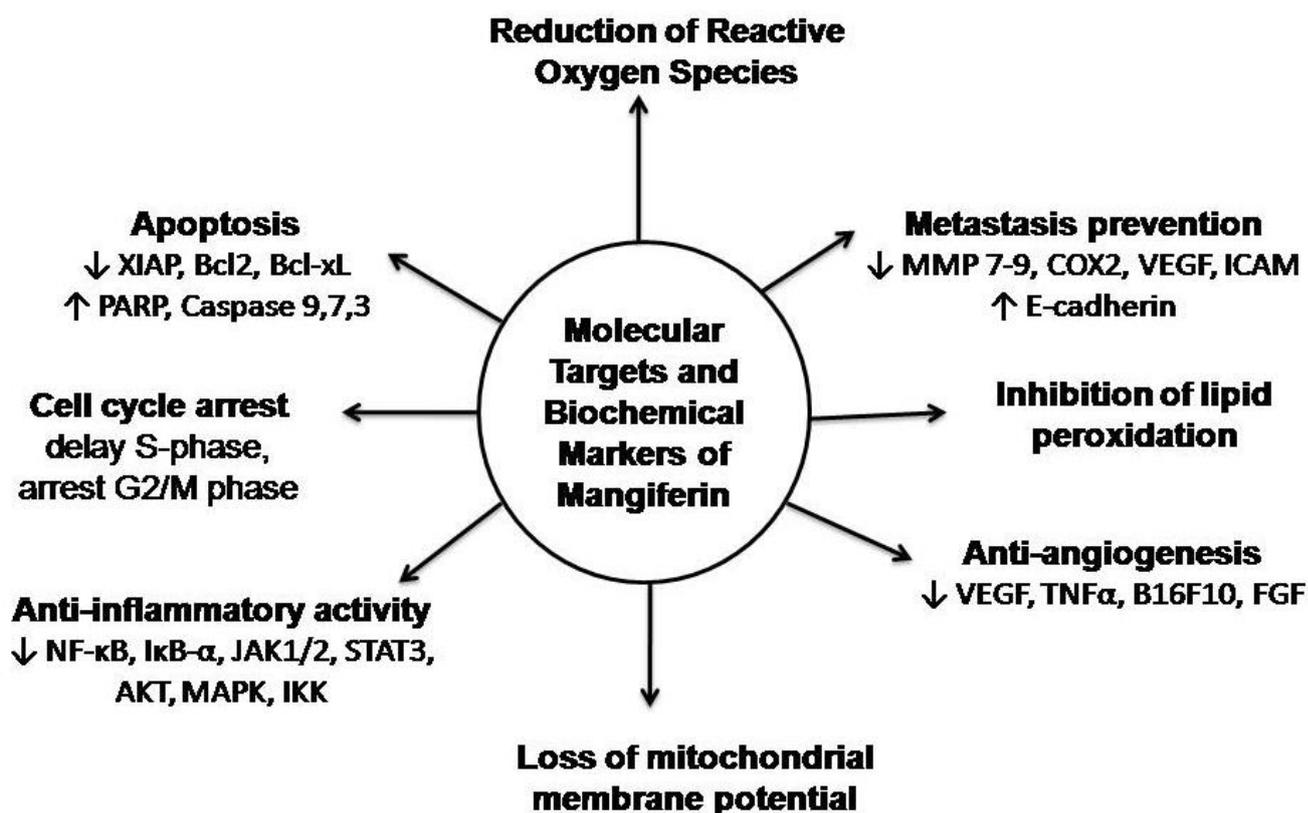 Reduction of Reactive
Oxygen Species
Apoptosis
↓ XIAP, Bcl2, Bcl-xL
↑ PARP, Caspase 9,7,3
Metastasis prevention
↓ MMP 7-9, COX2, VEGF, ICAM
↑ E-cadherin
Molecular
Targets and
Biochemical
Markers of
Mangiferin
Cell cycle arrest
delay S-phase,
arrest G2/M phase
Inhibition of lipid
peroxidation
Anti-inflammatory activity
↓ NF-κB, IκB-α, JAK1/2, STAT3,
AKT, MAPK, IKK
Anti-angiogenesis
↓ VEGF, TNFα, B16F10, FGF
Loss of mitochondrial
membrane potential